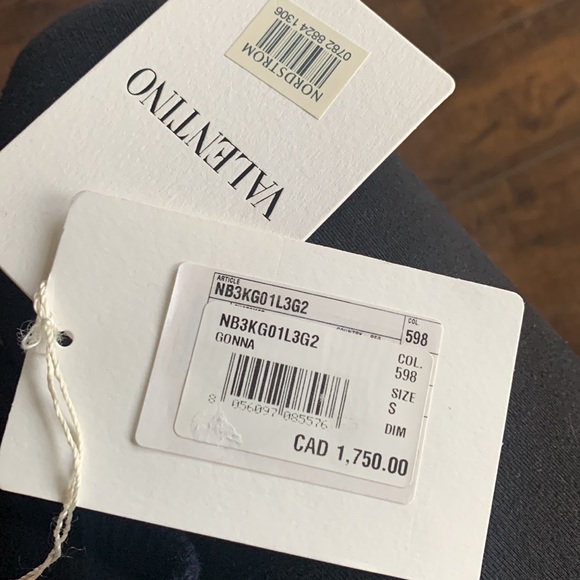 NORDSTROM
0782 8824 1306
VALENTINO
ARTICLE
NB3KG01L3G2
COL
598
NB3KG01L3G2
GONNA
COL.
598
SIZE
S
DIM
8 056097 085576
CAD 1,750.00